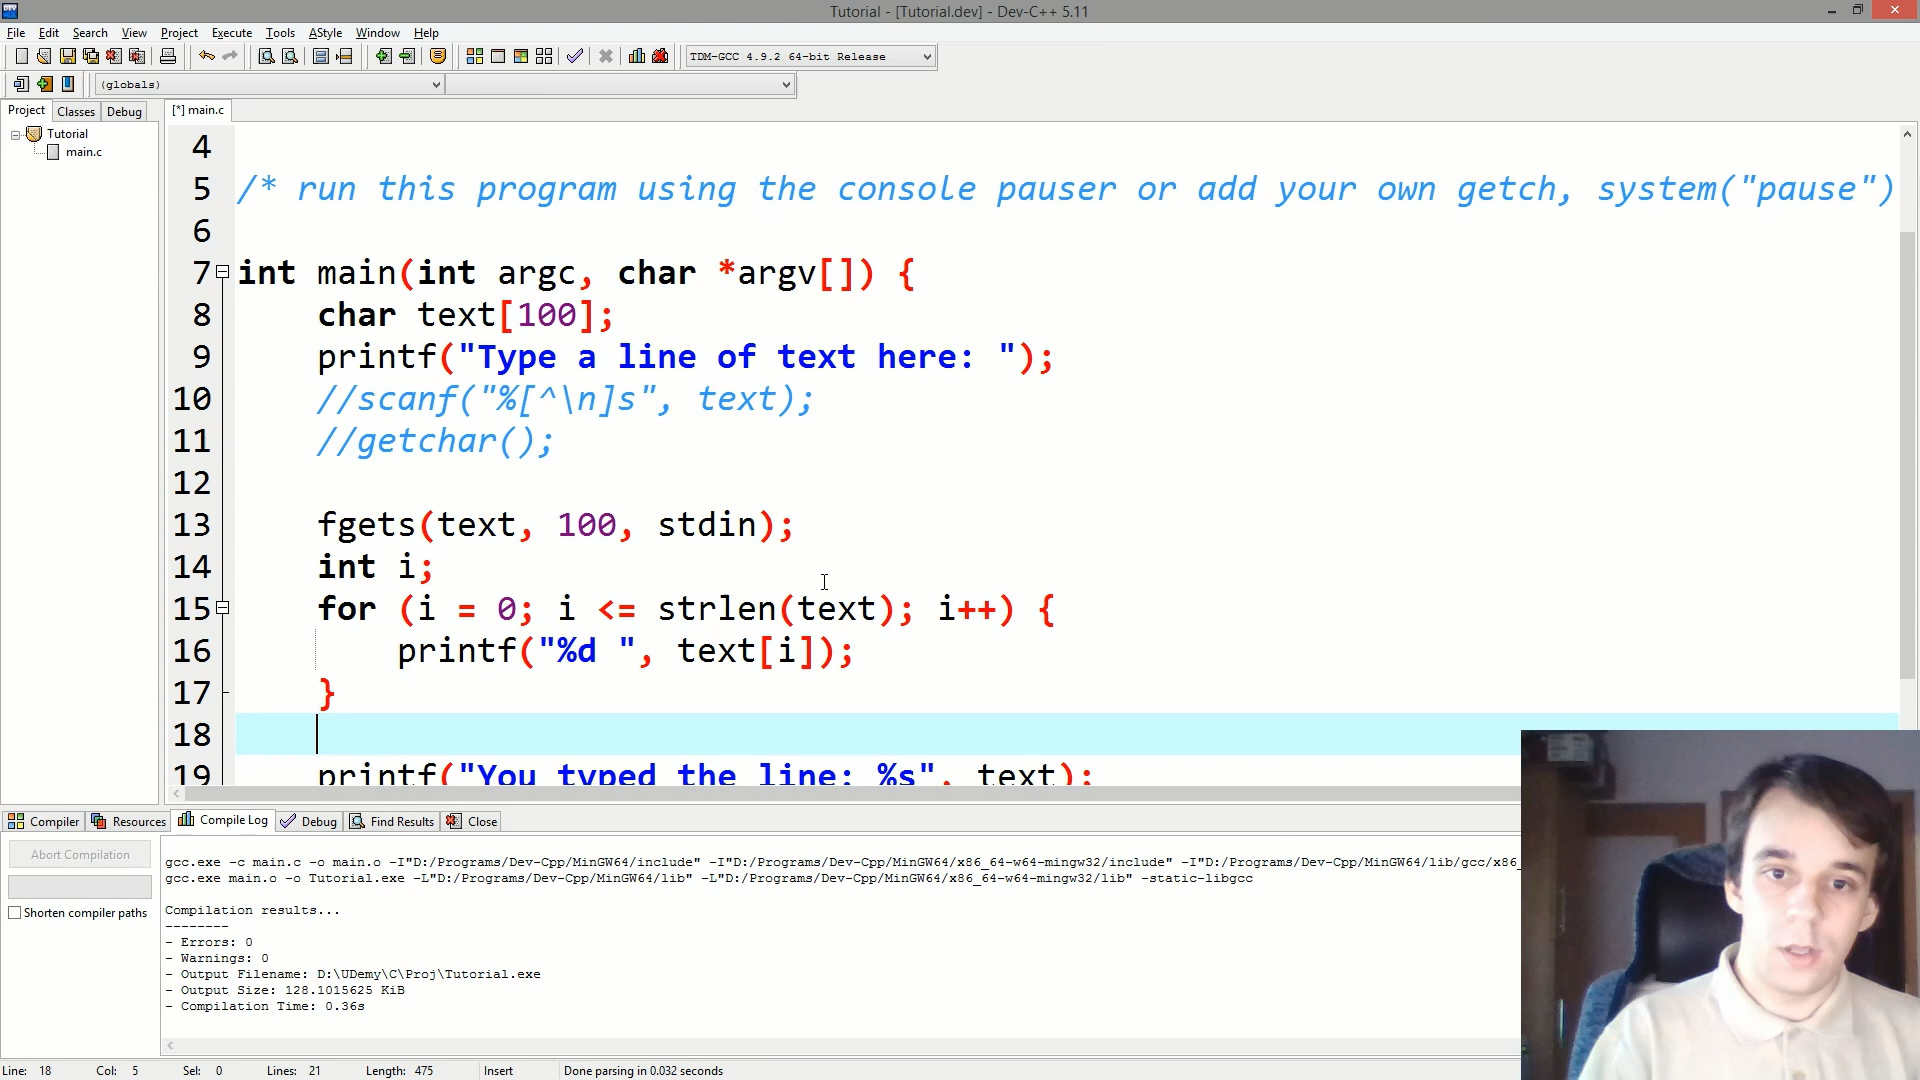 Tutorial - [Tutorial.dev] - Dev-C++ 5.11
File Edit Search View Project Execute Tools AStyle Window Help
TDM-GCC 4.9.2 64-bit Release
(globals)
Project Classes Debug
[*] main.c
Tutorial
main.c
4
5 /* run this program using the console pauser or add your own getch, system("pause")
6
7 int main(int argc, char *argv[]) {
8 char text[100];
9 printf("Type a line of text here: ");
10 //scanf("%[^\n]s", text);
11 //getchar();
12
13 fgets(text, 100, stdin);
14 int i;
15 for (i = 0; i <= strlen(text); i++) {
16 printf("%d ", text[i]);
17 }
18
19 printf("You typed the line: %s", text);
Compiler Resources Compile Log Debug Find Results Close
Abort Compilation
Shorten compiler paths
gcc.exe -c main.c -o main.o -I"D:/Programs/Dev-Cpp/MinGW64/include" -I"D:/Programs/Dev-Cpp/MinGW64/x86_64-w64-mingw32/include" -I"D:/Programs/Dev-Cpp/MinGW64/lib/gcc/x86_
gcc.exe main.o -o Tutorial.exe -L"D:/Programs/Dev-Cpp/MinGW64/lib" -L"D:/Programs/Dev-Cpp/MinGW64/x86_64-w64-mingw32/lib" -static-libgcc
Compilation results...
--------
- Errors: 0
- Warnings: 0
- Output Filename: D:\UDemy\C\Proj\Tutorial.exe
- Output Size: 128.1015625 KiB
- Compilation Time: 0.36s
Line: 18 Col: 5 Sel: 0 Lines: 21 Length: 475 Insert Done parsing in 0.032 seconds